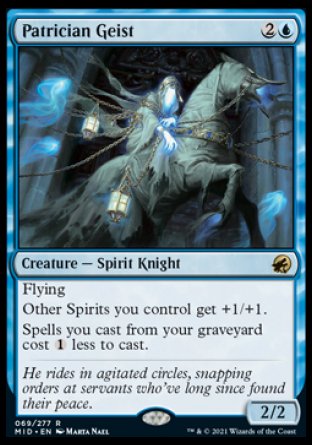 Patrician Geist 2
Creature — Spirit Knight
Flying
Other Spirits you control get +1/+1.
Spells you cast from your graveyard
cost 1 less to cast.
He rides in agitated circles, snapping
orders at servants who've long since found
their peace.
2/2
069/277 R
MID • EN MARTA NAEL
™ & © 2021 Wizards of the Coast